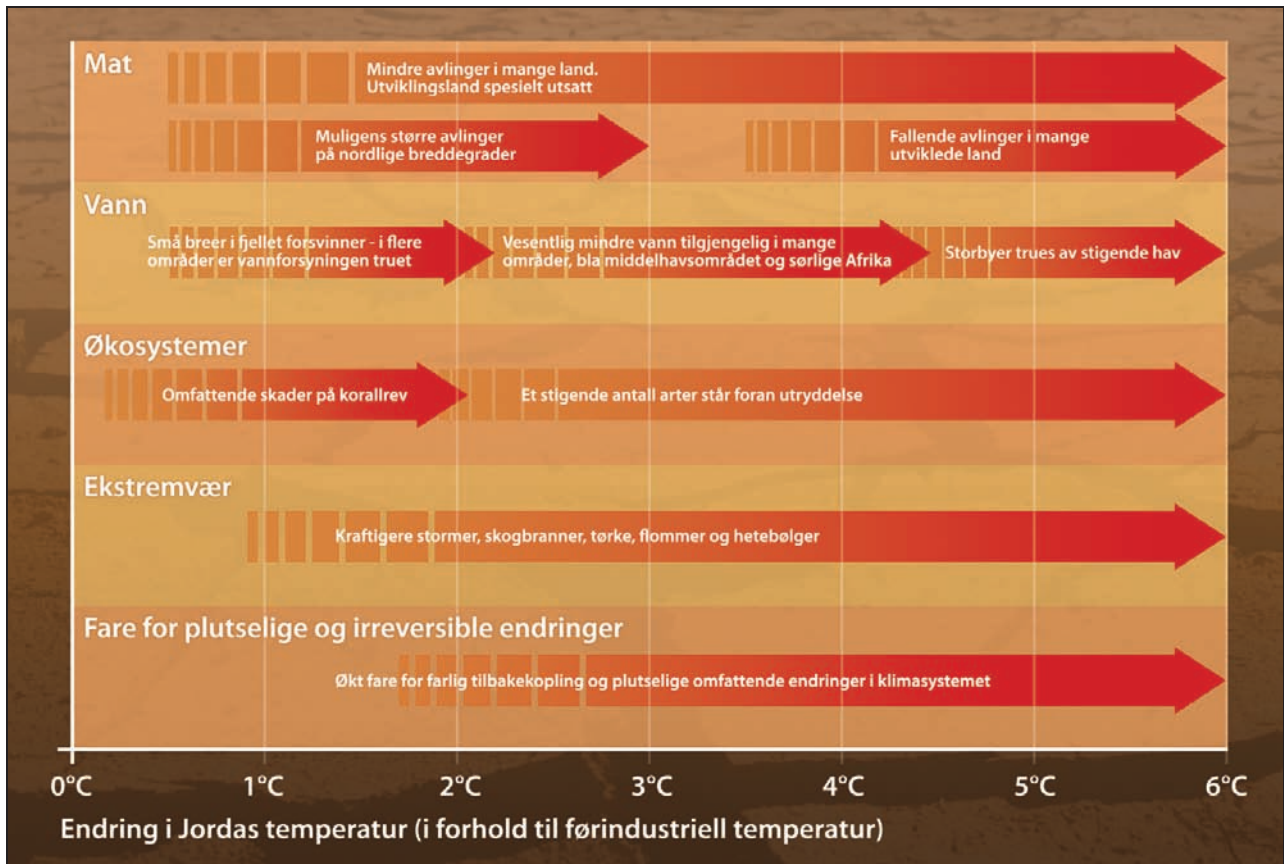 Mat
Mindre avlinger i mange land.
Utviklingsland spesielt utsatt
Muligens større avlinger
på nordlige breddegrader
Fallende avlinger i mange
utviklede land
Vann
Små breer i fjellet forsvinner - i flere
områder er vannforsyningen truet
Vesentlig mindre vann tilgjengelig i mange
områder, bla middelhavsområdet og sørlige Afrika
Storbyer trues av stigende hav
Økosystemer
Omfattende skader på korallrev
Et stigende antall arter står foran utryddelse
Ekstremvær
Kraftigere stormer, skogbranner, tørke, flommer og hetebølger
Fare for plutselige og irreversible endringer
Økt fare for farlig tilbakekopling og plutselige omfattende endringer i klimasystemet
0°C 1°C 2°C 3°C 4°C 5°C 6°C
Endring i Jordas temperatur (i forhold til førindustriell temperatur)